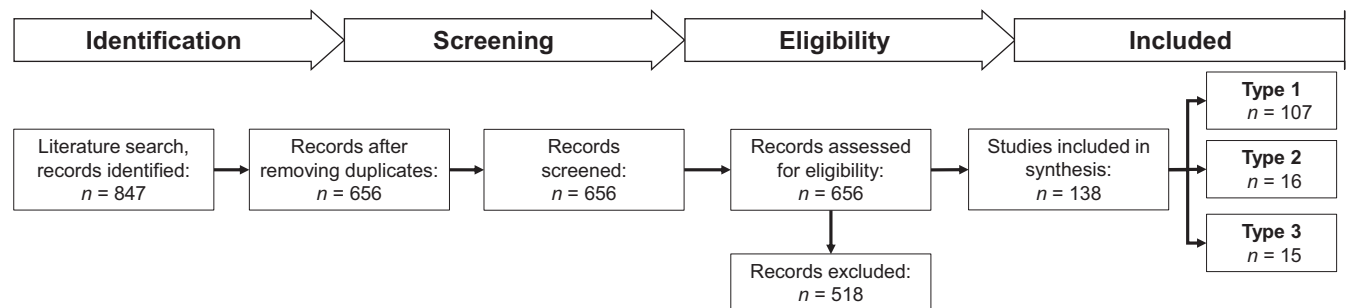 Identification
Screening
Eligibility
Included
Literature search,
records identified:
n = 847
Records after
removing duplicates:
n = 656
Records
screened:
n = 656
Records assessed
for eligibility:
n = 656
Records excluded:
n = 518
Studies included in
synthesis:
n = 138
Type 1
n = 107
Type 2
n = 16
Type 3
n = 15